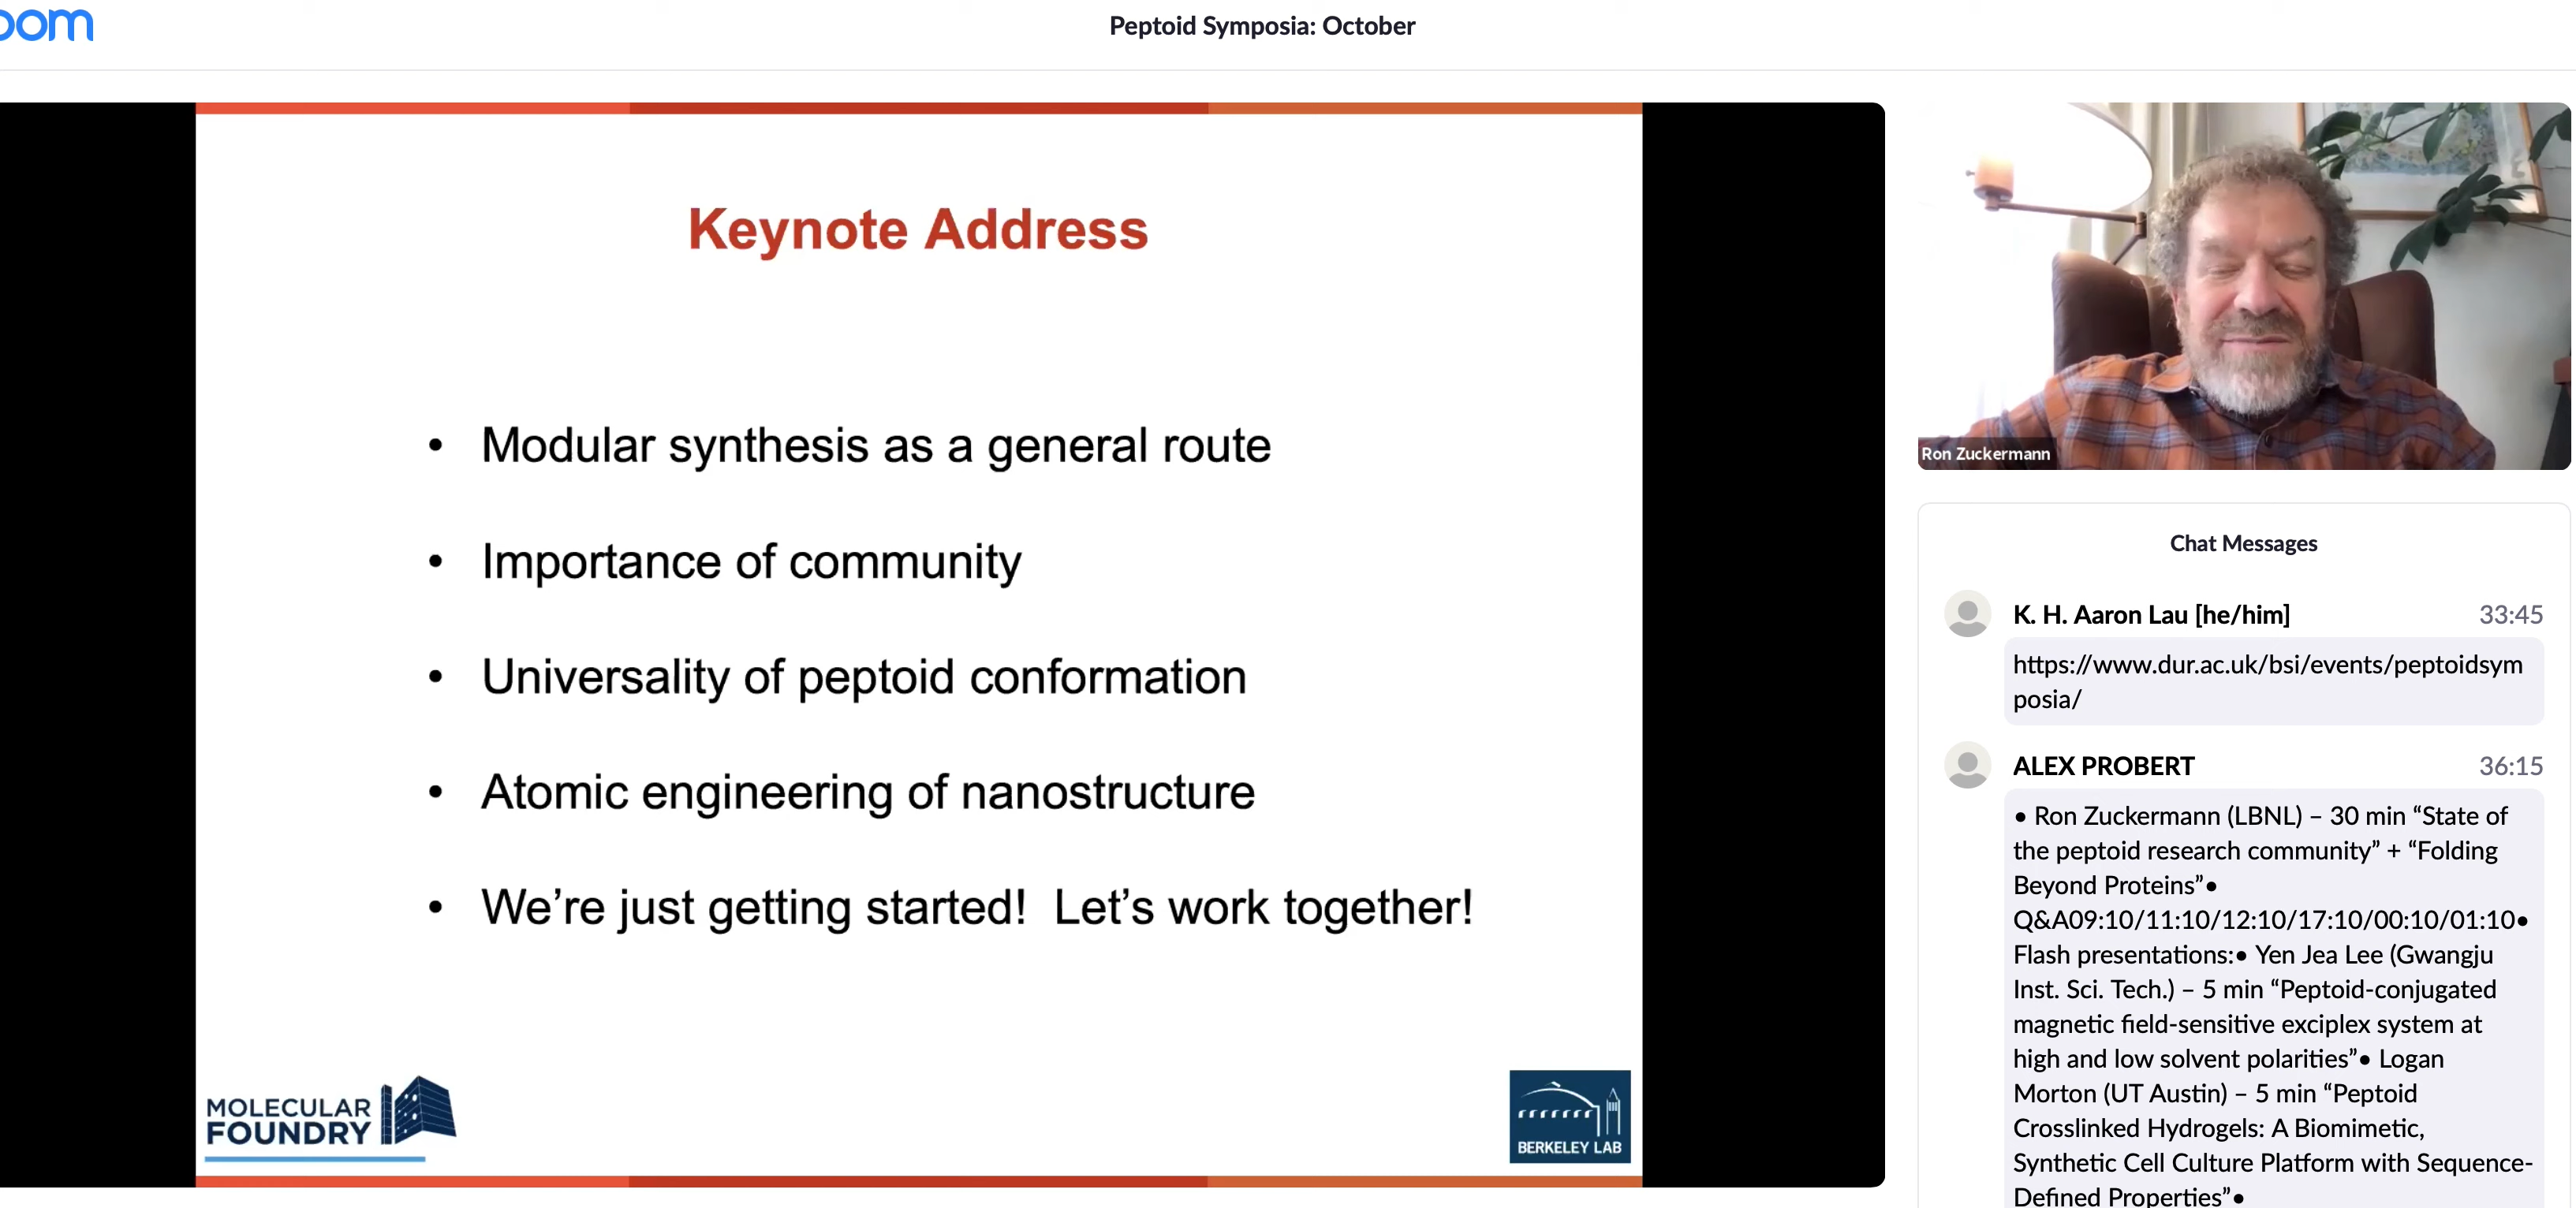 oom
Peptoid Symposia: October
Keynote Address
• Modular synthesis as a general route
• Importance of community
• Universality of peptoid conformation
• Atomic engineering of nanostructure
• We’re just getting started!  Let’s work together!
MOLECULAR
FOUNDRY
BERKELEY LAB
Ron Zuckermann
Chat Messages
K. H. Aaron Lau [he/him] 33:45
https://www.dur.ac.uk/bsi/events/peptoidsym
posia/
ALEX PROBERT 36:15
• Ron Zuckermann (LBNL) – 30 min “State of
the peptoid research community” + “Folding
Beyond Proteins”•
Q&A09:10/11:10/12:10/17:10/00:10/01:10•
Flash presentations:• Yen Jea Lee (Gwangju
Inst. Sci. Tech.) – 5 min “Peptoid-conjugated
magnetic field-sensitive exciplex system at
high and low solvent polarities”• Logan
Morton (UT Austin) – 5 min “Peptoid
Crosslinked Hydrogels: A Biomimetic,
Synthetic Cell Culture Platform with Sequence-
Defined Properties”•